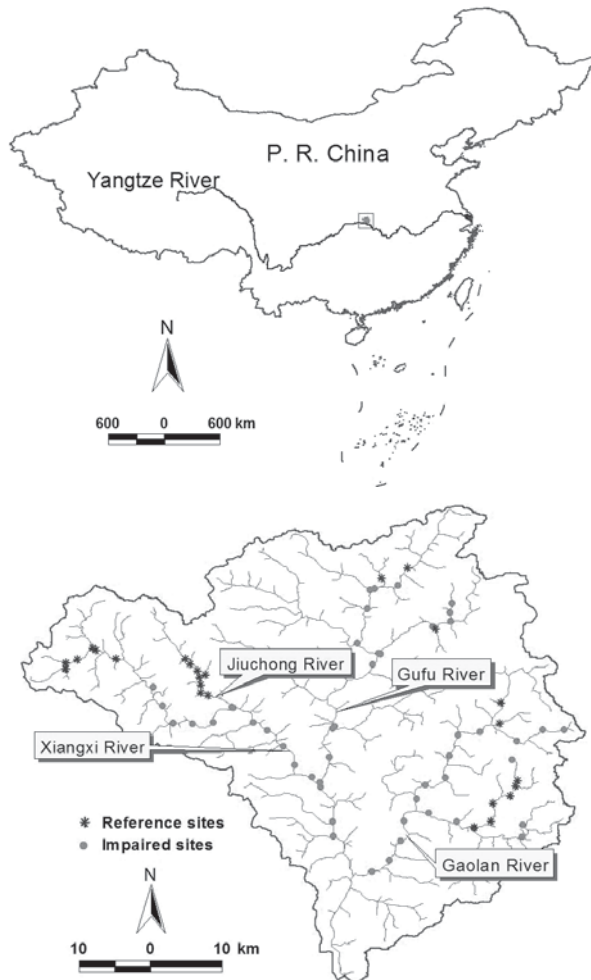 P. R. China
Yangtze River
N
600 0 600 km
Jiuchong River
Gufu River
Xiangxi River
Reference sites
Impaired sites
Gaolan River
N
10 0 10 km